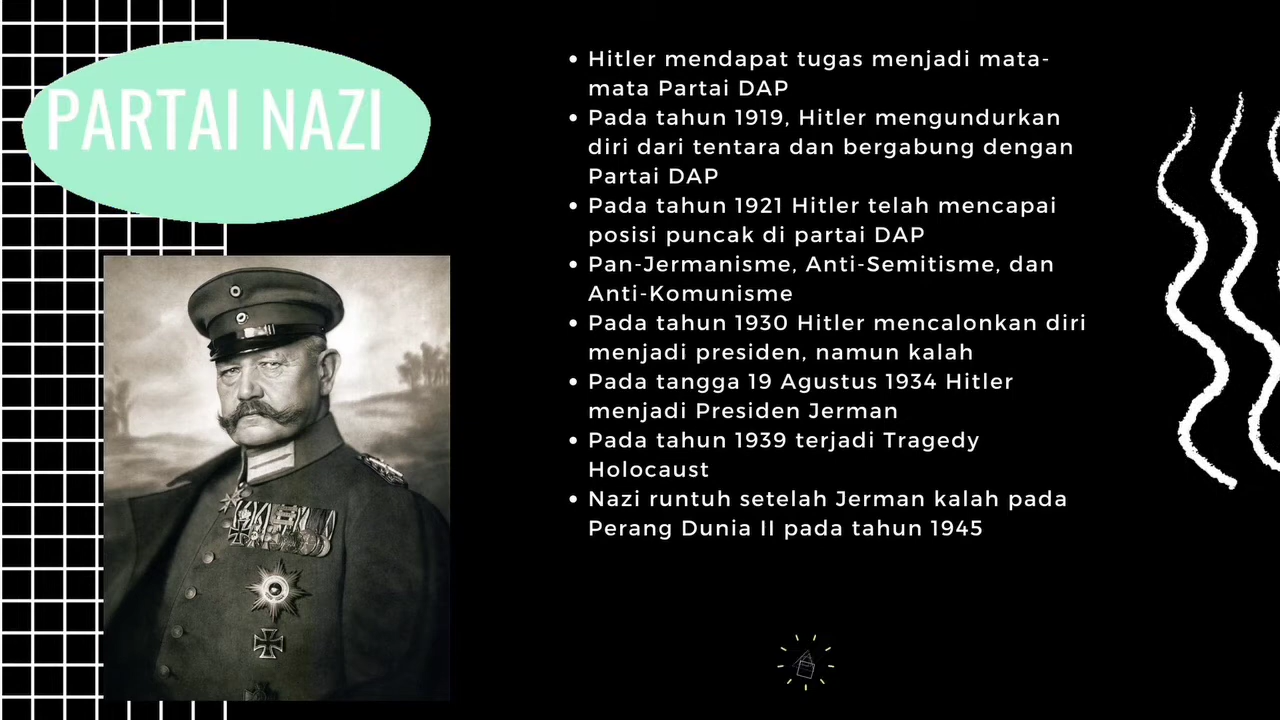 PARTAI NAZI
Hitler mendapat tugas menjadi mata-
mata Partai DAP
Pada tahun 1919, Hitler mengundurkan
diri dari tentara dan bergabung dengan
Partai DAP
Pada tahun 1921 Hitler telah mencapai
posisi puncak di partai DAP
Pan-Jermanisme, Anti-Semitisme, dan
Anti-Komunisme
Pada tahun 1930 Hitler mencalonkan diri
menjadi presiden, namun kalah
Pada tangga 19 Agustus 1934 Hitler
menjadi Presiden Jerman
Pada tahun 1939 terjadi Tragedy
Holocaust
Nazi runtuh setelah Jerman kalah pada
Perang Dunia II pada tahun 1945